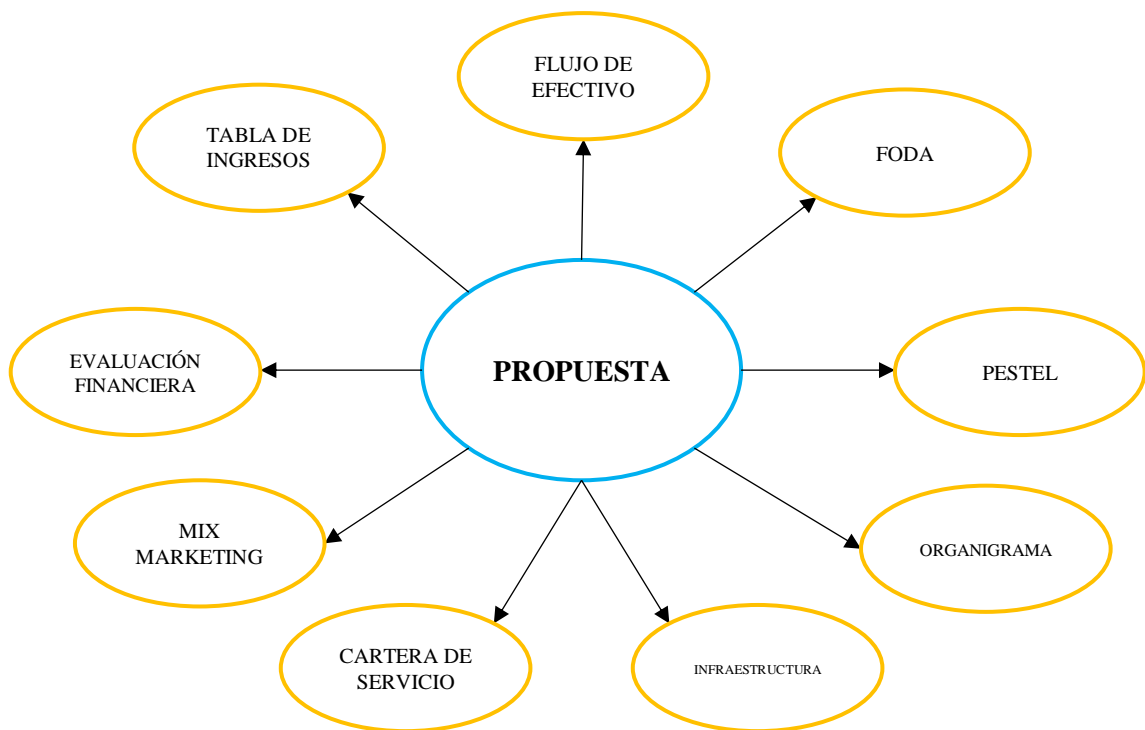 FLUJO DE
EFECTIVO
TABLA DE
INGRESOS
FODA
EVALUACIÓN
FINANCIERA
PROPUESTA
PESTEL
MIX
MARKETING
ORGANIGRAMA
CARTERA DE
SERVICIO
INFRAESTRUCTURA